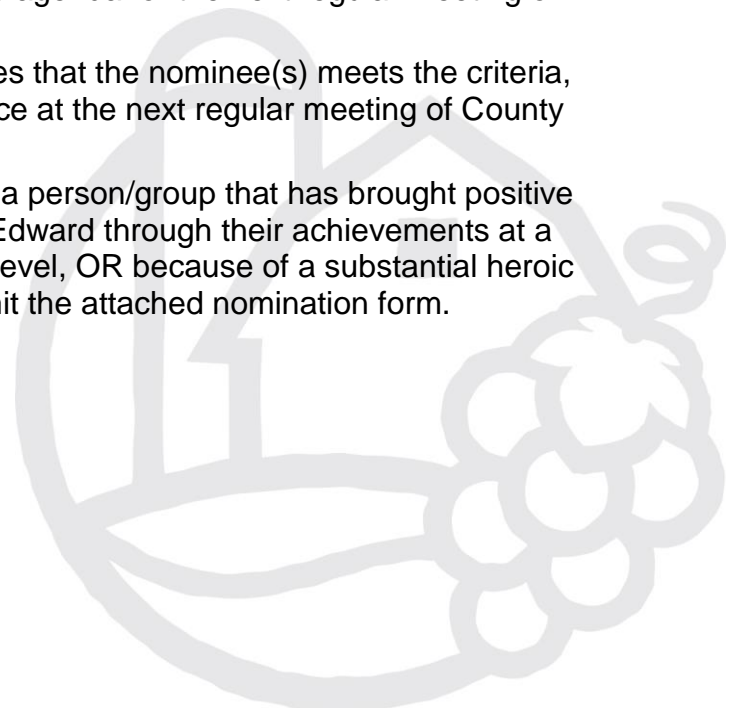 es that the nominee(s) meets the criteria,
ce at the next regular meeting of County
a person/group that has brought positive
Edward through their achievements at a
evel, OR because of a substantial heroic
the attached nomination form.